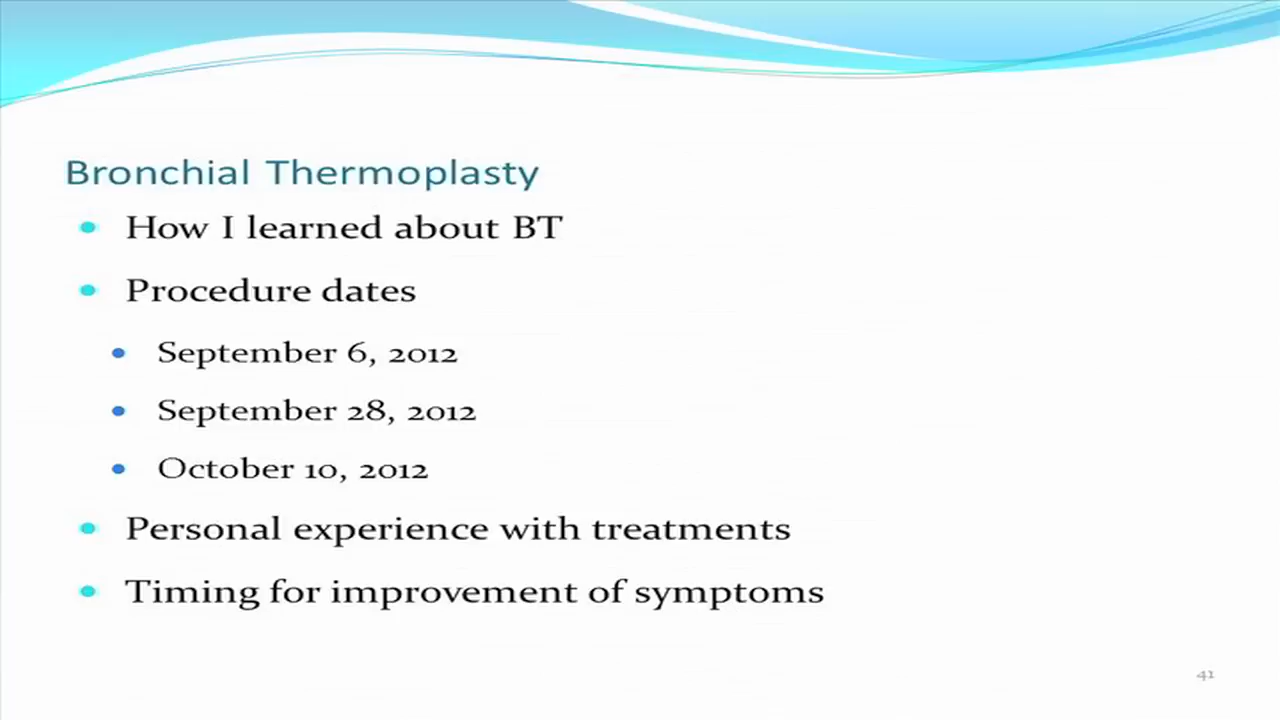 Bronchial Thermoplasty
How I learned about BT
Procedure dates
September 6, 2012
September 28, 2012
October 10, 2012
Personal experience with treatments
Timing for improvement of symptoms
41